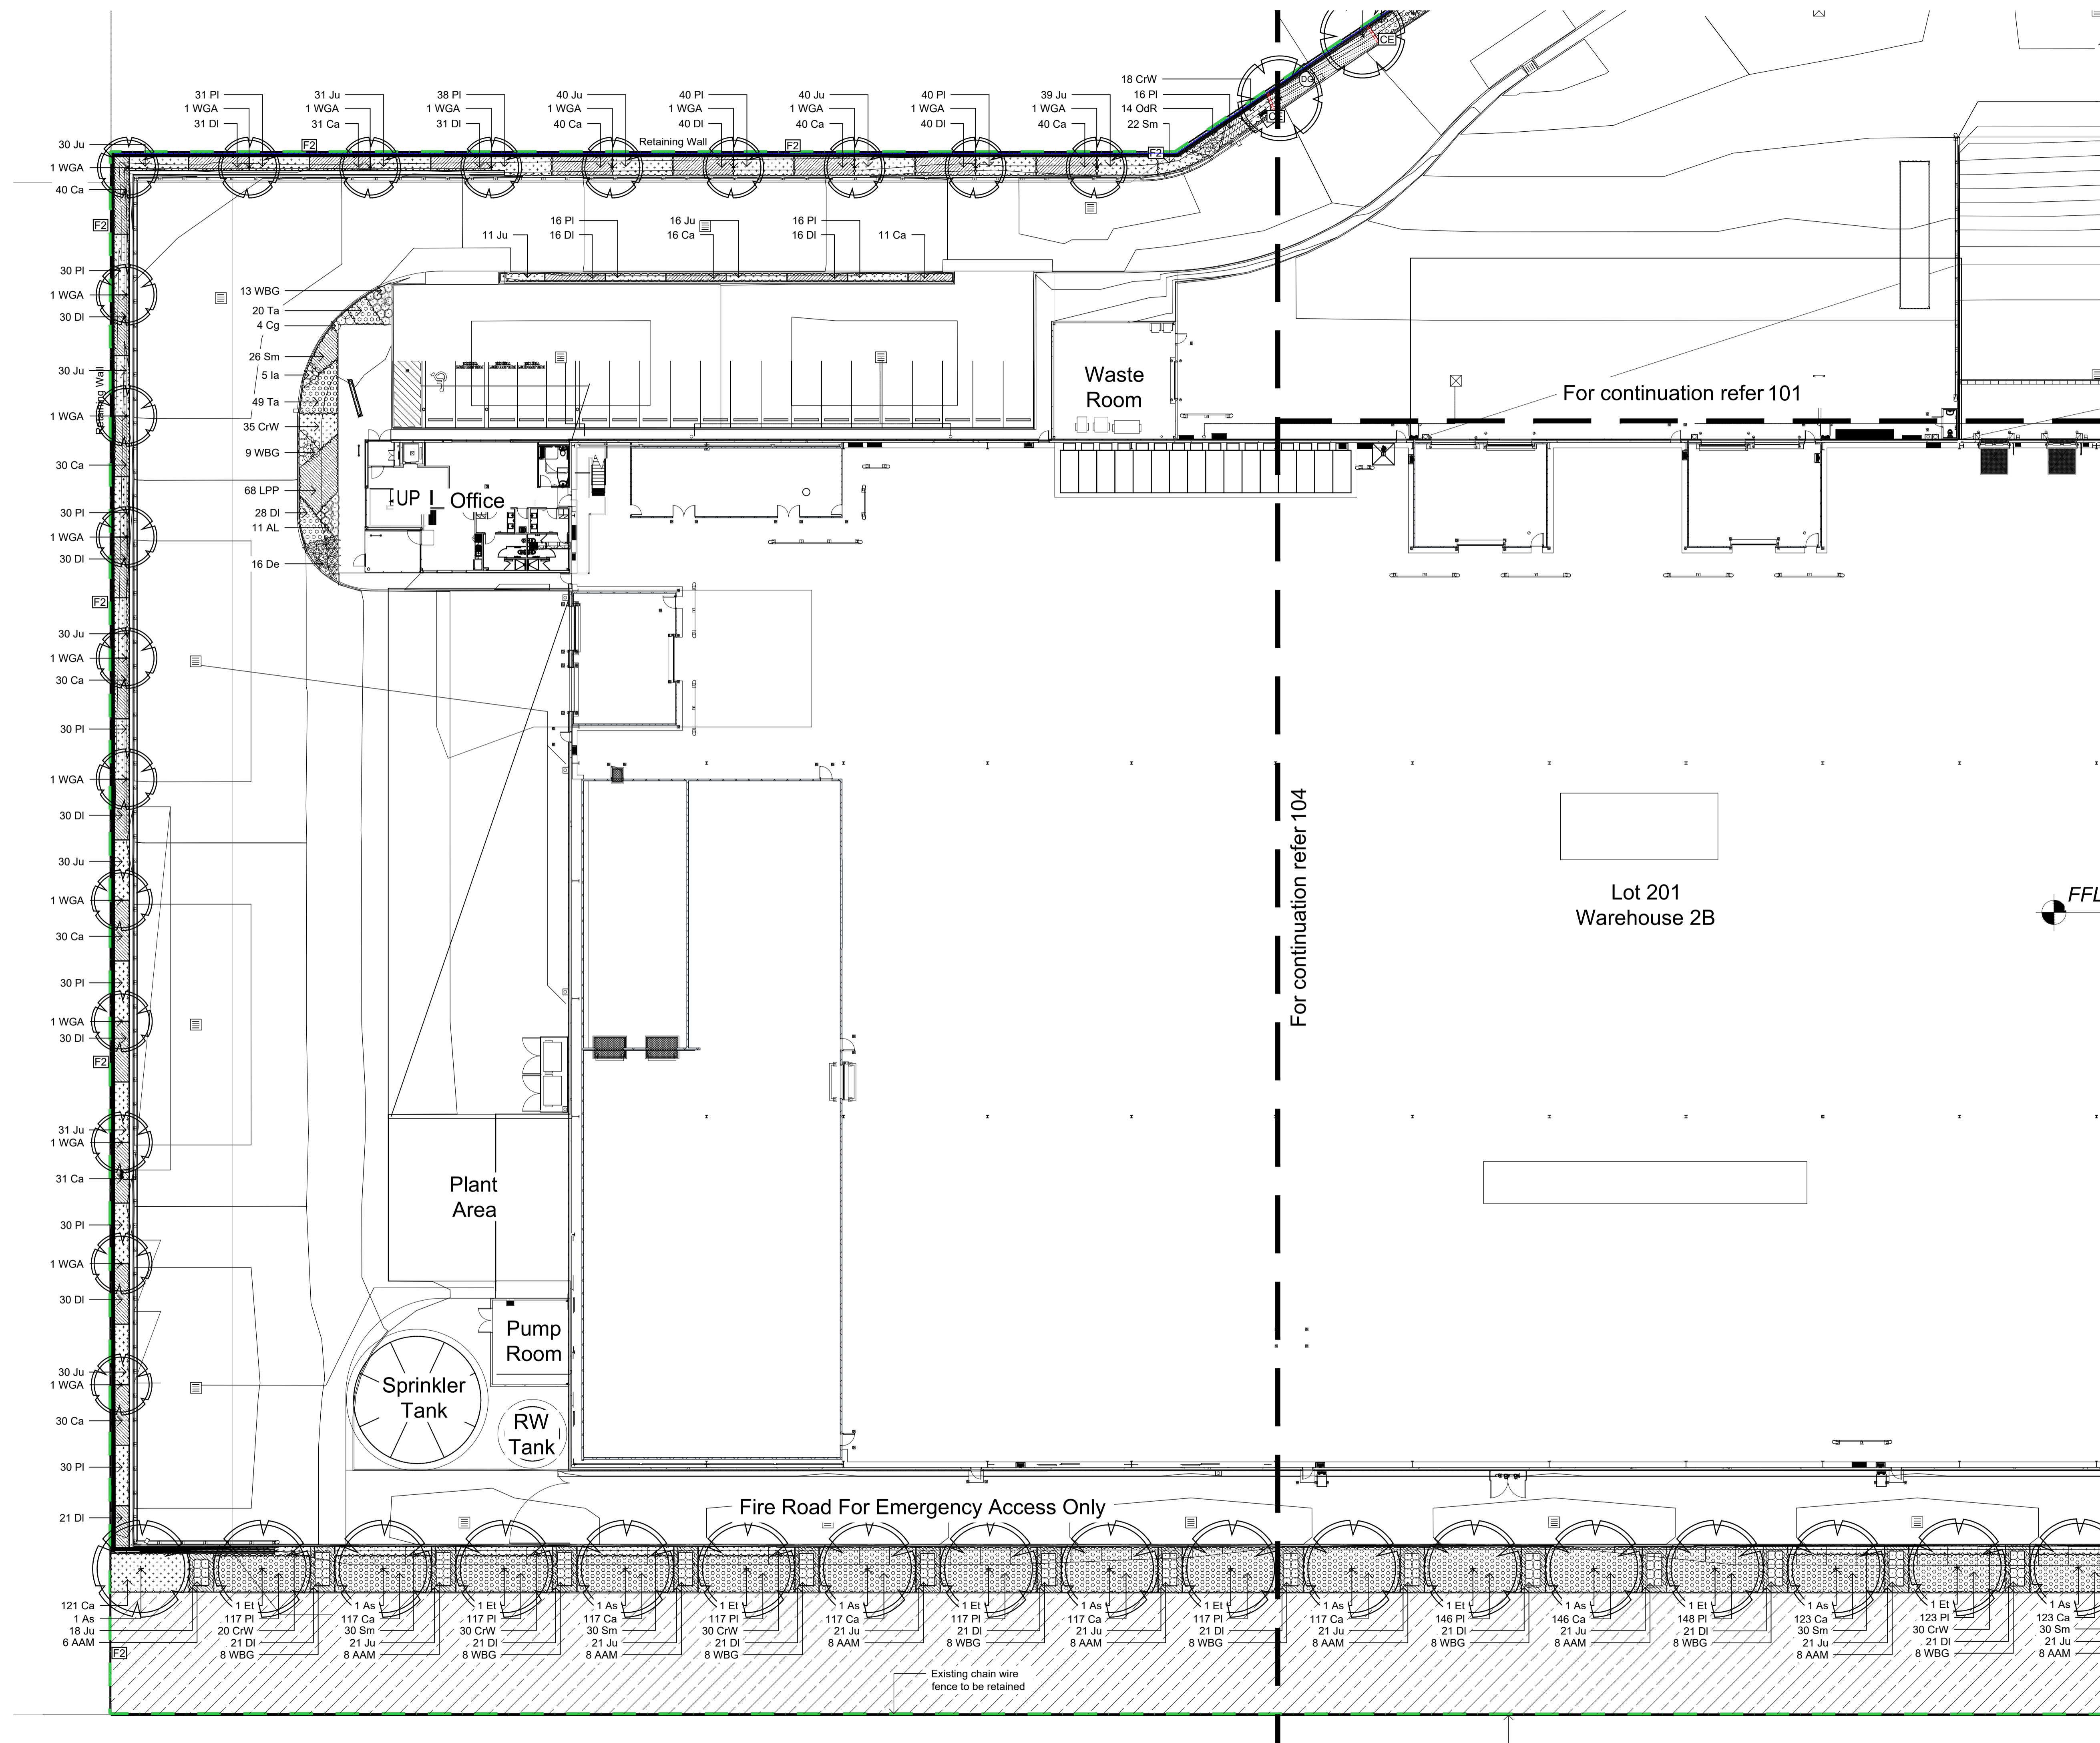 18 CrW
16 Pl
14 OdR
22 Sm
CE
DG
CE
31 Pl
1 WGA
31 Dl
31 Ju
1 WGA
31 Ca
38 Pl
1 WGA
31 Dl
40 Ju
1 WGA
40 Ca
40 Pl
1 WGA
40 Dl
40 Ju
1 WGA
40 Ca
40 Pl
1 WGA
40 Dl
39 Ju
1 WGA
40 Ca
F2
Retaining Wall
F2
F2
30 Ju
1 WGA
40 Ca
F2
30 Pl
1 WGA
30 Dl
30 Ju
Retaining Wall
1 WGA
30 Ca
30 Pl
1 WGA
30 Dl
F2
30 Ju
1 WGA
30 Ca
30 Pl
1 WGA
30 Dl
30 Ju
1 WGA
30 Ca
30 Pl
1 WGA
30 Dl
F2
31 Ju
1 WGA
31 Ca
30 Pl
1 WGA
30 Dl
30 Ju
1 WGA
30 Ca
30 Pl
21 Dl
11 Ju
16 Pl
16 Dl
16 Ju
16 Ca
16 Pl
16 Dl
11 Ca
13 WBG
20 Ta
4 Cg
26 Sm
5 Ia
49 Ta
35 CrW
9 WBG
68 LPP
28 Dl
11 AL
16 De
UP
Office
Waste
Room
For continuation refer 101
For continuation refer 104
Lot 201
Warehouse 2B
FFL
Plant
Area
Pump
Room
Sprinkler
Tank
RW
Tank
Fire Road For Emergency Access Only
121 Ca
1 As
18 Ju
6 AAM
F2
1 Et
117 Pl
20 CrW
21 Dl
8 WBG
1 As
117 Ca
30 Sm
21 Ju
8 AAM
1 Et
117 Pl
30 CrW
21 Dl
8 WBG
1 As
117 Ca
30 Sm
21 Ju
8 AAM
1 Et
117 Pl
30 CrW
21 Dl
8 WBG
1 As
117 Ca
21 Ju
8 AAM
1 Et
117 Pl
21 Dl
8 WBG
1 As
117 Ca
21 Ju
8 AAM
1 Et
117 Pl
21 Dl
8 WBG
1 As
117 Ca
21 Ju
8 AAM
1 Et
146 Pl
21 Dl
8 WBG
1 As
146 Ca
21 Ju
8 AAM
1 Et
148 Pl
21 Dl
8 WBG
1 As
123 Ca
30 Sm
21 Ju
8 AAM
1 Et
123 Pl
30 CrW
21 Dl
8 WBG
1 As
123 Ca
30 Sm
21 Ju
8 AAM
Existing chain wire
fence to be retained